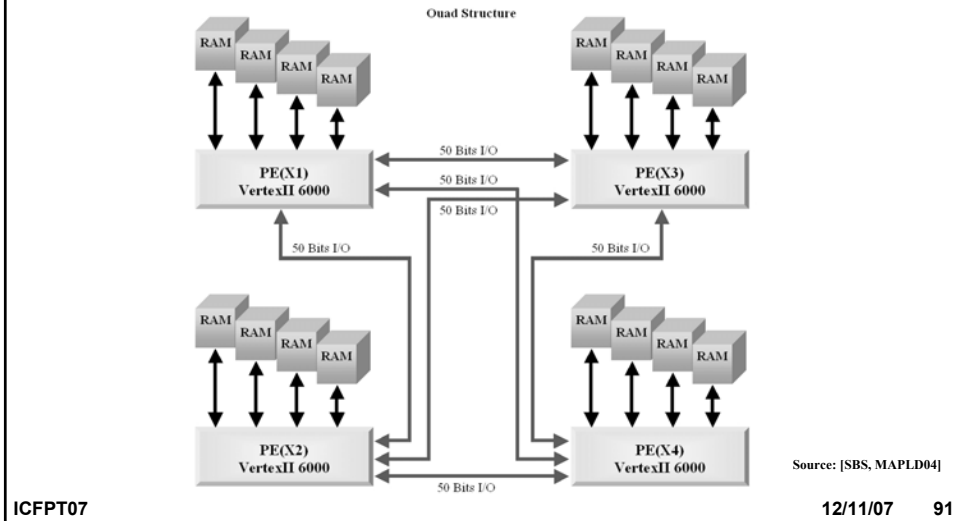 Quad Structure
RAM
RAM
RAM
RAM
RAM
RAM
RAM
RAM
PE(X1)
VertexII 6000
50 Bits I/O
50 Bits I/O
50 Bits I/O
PE(X3)
VertexII 6000
50 Bits I/O
50 Bits I/O
RAM
RAM
RAM
RAM
RAM
RAM
RAM
RAM
PE(X2)
VertexII 6000
PE(X4)
VertexII 6000
50 Bits I/O
Source: [SBS, MAPLD04]
ICFPT07
12/11/07 91